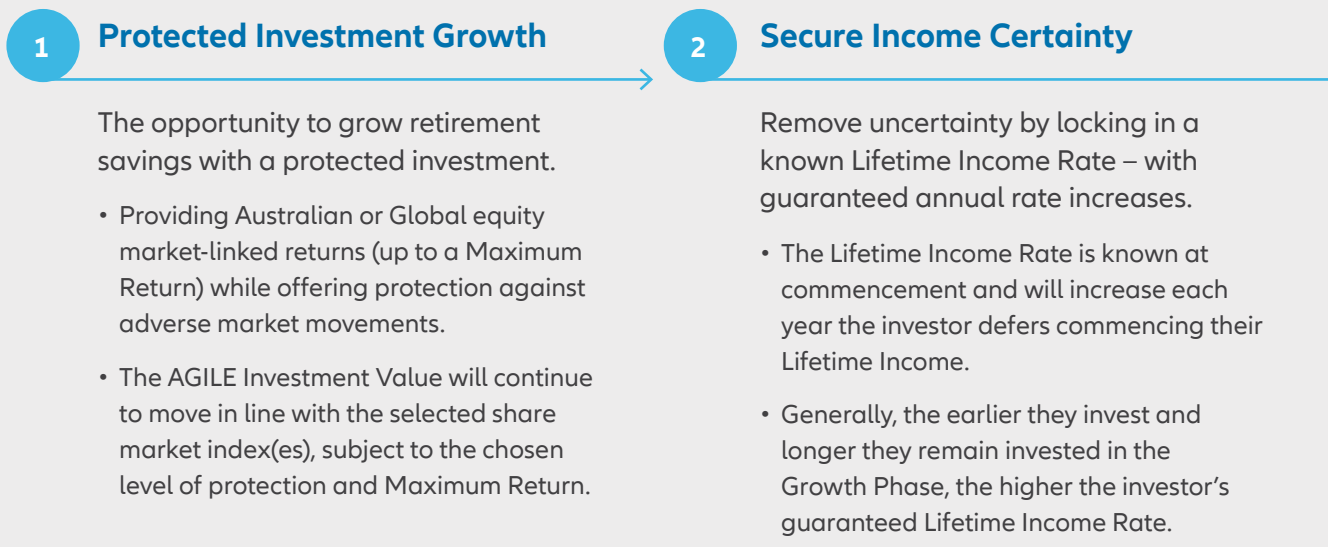 1
Protected Investment Growth
The opportunity to grow retirement
savings with a protected investment.
• Providing Australian or Global equity
market-linked returns (up to a Maximum
Return) while offering protection against
adverse market movements.
• The AGILE Investment Value will continue
to move in line with the selected share
market index(es), subject to the chosen
level of protection and Maximum Return.
2
Secure Income Certainty
Remove uncertainty by locking in a
known Lifetime Income Rate – with
guaranteed annual rate increases.
• The Lifetime Income Rate is known at
commencement and will increase each
year the investor defers commencing their
Lifetime Income.
• Generally, the earlier they invest and
longer they remain invested in the
Growth Phase, the higher the investor’s
guaranteed Lifetime Income Rate.